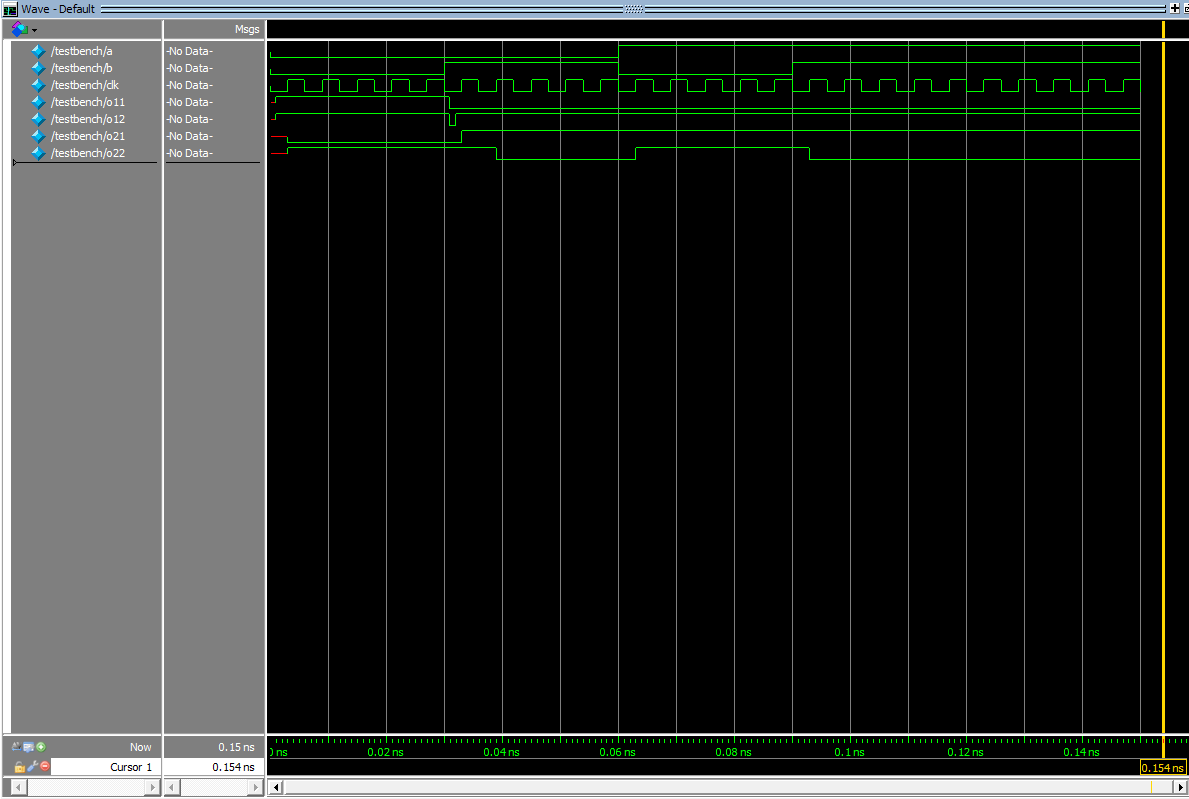 Wave - Default
Msgs
/testbench/a -No Data-
/testbench/b -No Data-
/testbench/clk -No Data-
/testbench/o11 -No Data-
/testbench/o12 -No Data-
/testbench/o21 -No Data-
/testbench/o22 -No Data-
Now 0.15 ns
ns 0.02 ns 0.04 ns 0.06 ns 0.08 ns 0.1 ns 0.12 ns 0.14 ns
Cursor 1 0.154 ns 0.154 ns